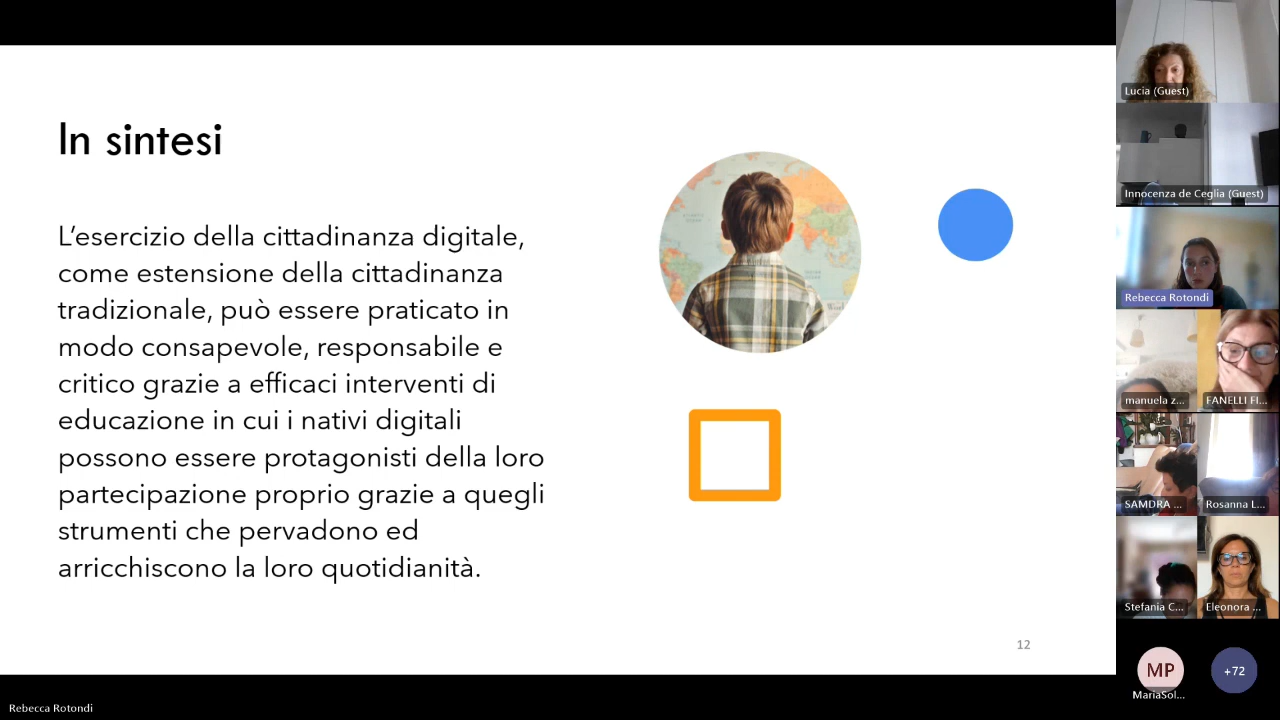 In sintesi
L’esercizio della cittadinanza digitale,
come estensione della cittadinanza
tradizionale, può essere praticato in
modo consapevole, responsabile e
critico grazie a efficaci interventi di
educazione in cui i nativi digitali
possono essere protagonisti della loro
partecipazione proprio grazie a quegli
strumenti che pervadono ed
arricchiscono la loro quotidianità.
12
Rebecca Rotondi
Lucia (Guest)
Innocenza de Ceglia (Guest)
Rebecca Rotondi
manuela z...
FANELLI FI...
SAMDRA ...
Rosanna L...
Stefania C...
Eleonora ...
MP
+72
MariaSol...